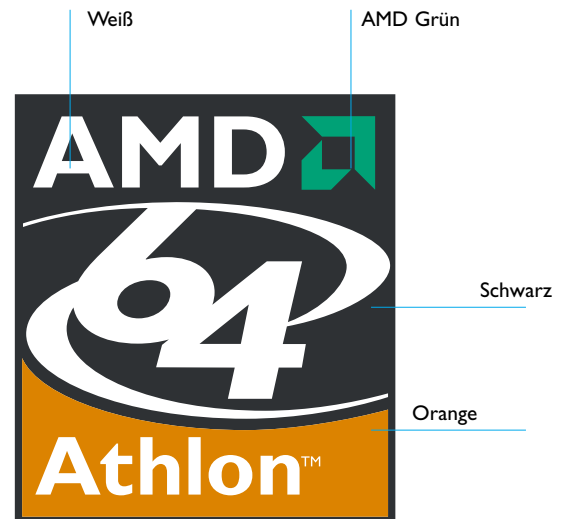 Weiß
AMD Grün
AMD
64
Schwarz
Orange
Athlon™